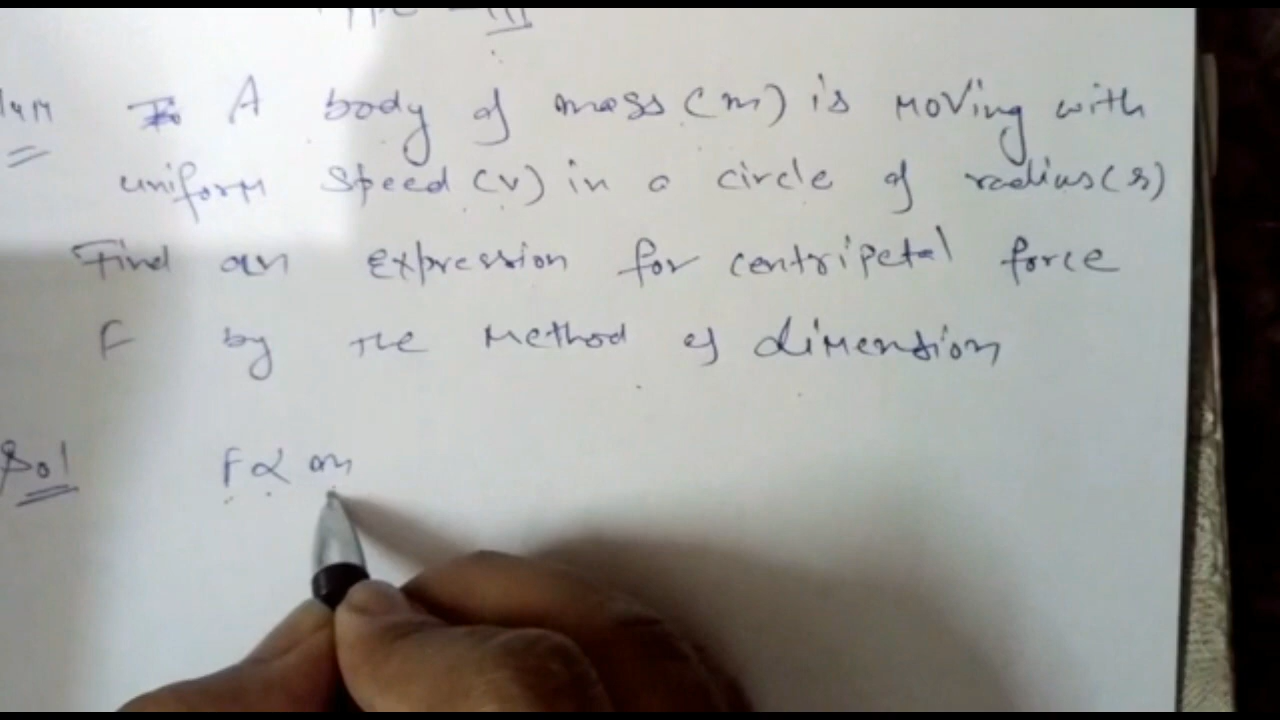 III
A body of mass (m) is moving with
uniform speed (v) in a circle of radius (r)
Find an expression for centripetal force
F by the method of dimension
Sol F ∝ m